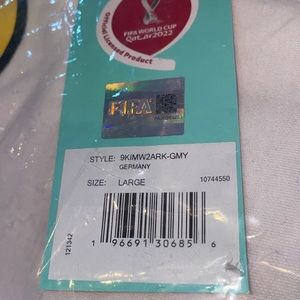 FIFA WORLD CUP
Qatar2022
Official Licensed Product
FIFA
STYLE: 9KIMW2ARK-GMY
GERMANY
SIZE: LARGE 10744550
121342
1 96691 30685 6